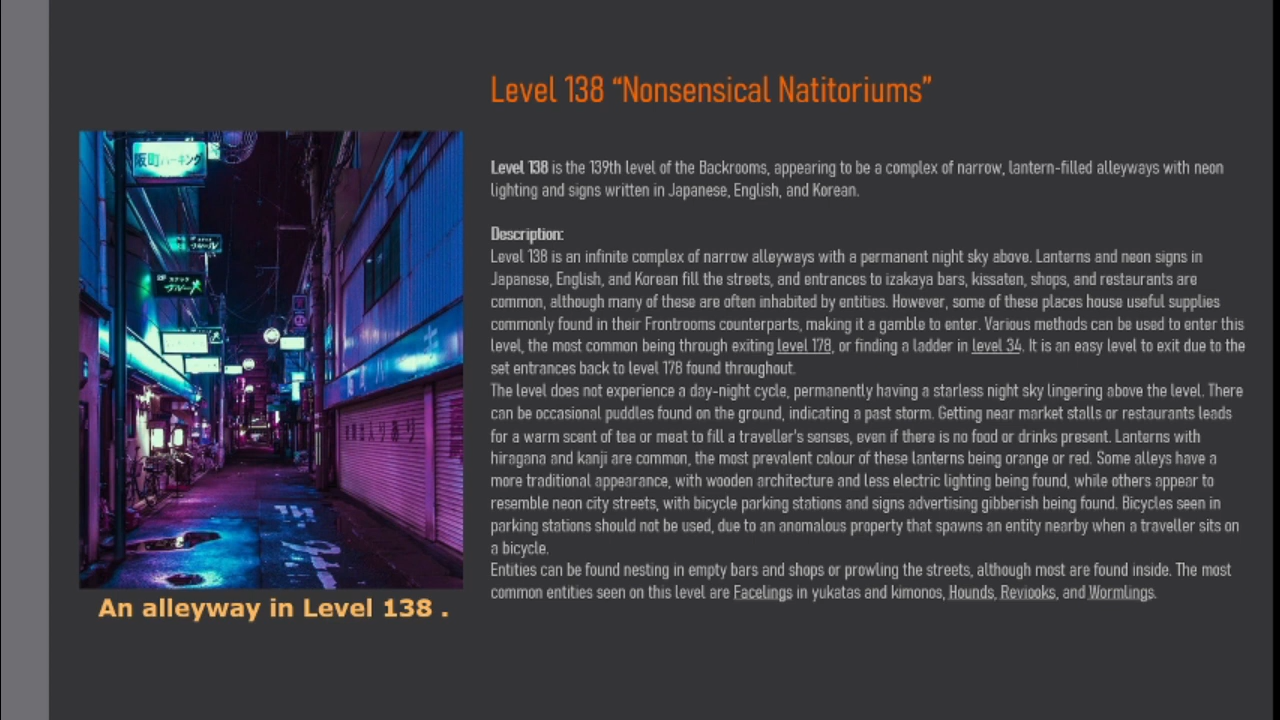 Level 138 “Nonsensical Natitoriums”
阪町パーキング
Level 138 is the 139th level of the Backrooms, appearing to be a complex of narrow, lantern-filled alleyways with neon
lighting and signs written in Japanese, English, and Korean.
Description:
Level 138 is an infinite complex of narrow alleyways with a permanent night sky above. Lanterns and neon signs in
Japanese, English, and Korean fill the streets, and entrances to izakaya bars, kissaten, shops, and restaurants are
common, although many of these are often inhabited by entities. However, some of these places house useful supplies
commonly found in their Frontrooms counterparts, making it a gamble to enter. Various methods can be used to enter this
level, the most common being through exiting level 178, or finding a ladder in level 34. It is an easy level to exit due to the
set entrances back to level 178 found throughout.
The level does not experience a day-night cycle, permanently having a starless night sky lingering above the level. There
can be occasional puddles found on the ground, indicating a past storm. Getting near market stalls or restaurants leads
for a warm scent of tea or meat to fill a traveller's senses, even if there is no food or drinks present. Lanterns with
hiragana and kanji are common, the most prevalent colour of these lanterns being orange or red. Some alleys have a
more traditional appearance, with wooden architecture and less electric lighting being found, while others appear to
resemble neon city streets, with bicycle parking stations and signs advertising gibberish being found. Bicycles seen in
parking stations should not be used, due to an anomalous property that spawns an entity nearby when a traveller sits on
a bicycle.
Entities can be found nesting in empty bars and shops or prowling the streets, although most are found inside. The most
common entities seen on this level are Facelings in yukatas and kimonos, Hounds, Reviooks, and Wormlings.
An alleyway in Level 138 .